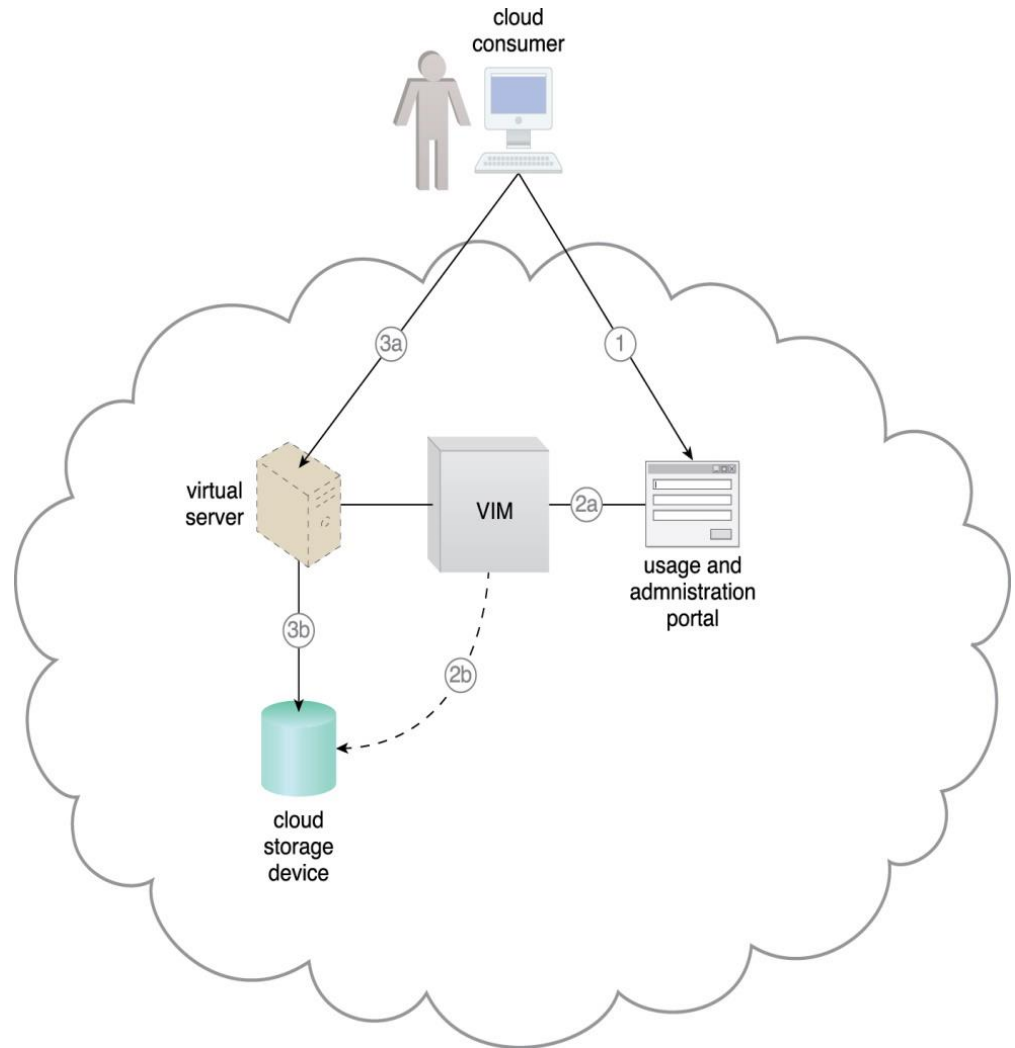 cloud
consumer
3a
1
virtual
server
VIM
2a
usage and
admnistration
portal
3b
2b
cloud
storage
device